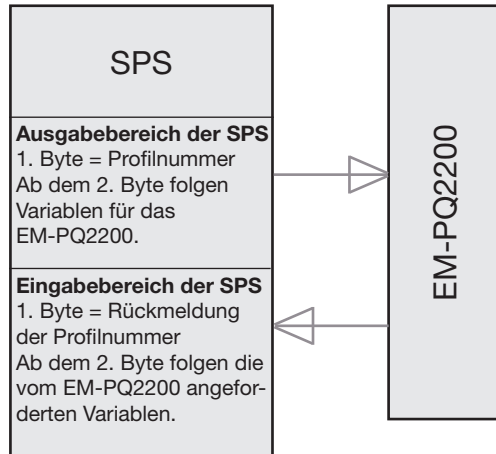 SPS
Ausgabebereich der SPS
1. Byte = Profilnummer
Ab dem 2. Byte folgen
Variablen für das
EM-PQ2200.
Eingabebereich der SPS
1. Byte = Rückmeldung
der Profilnummer
Ab dem 2. Byte folgen die
vom EM-PQ2200 angefor-
derten Variablen.
EM-PQ2200